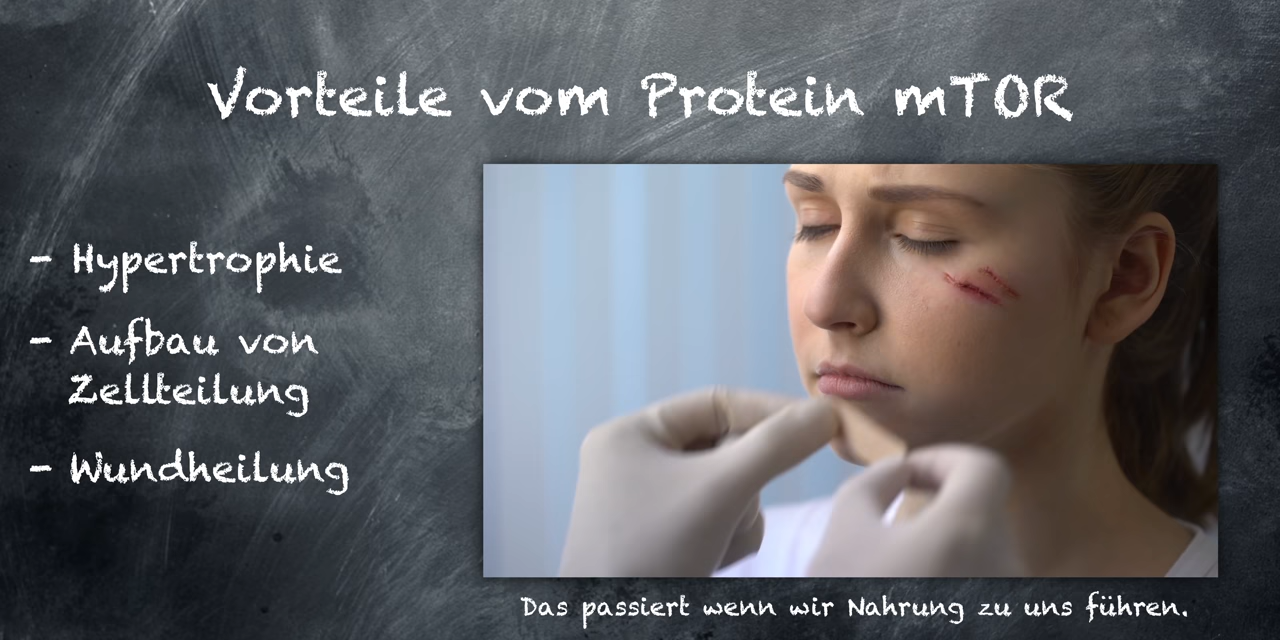 Vorteile vom Protein mTOR
- Hypertrophie
- Aufbau von
Zellteilung
- Wundheilung
Das passiert wenn wir Nahrung zu uns führen.